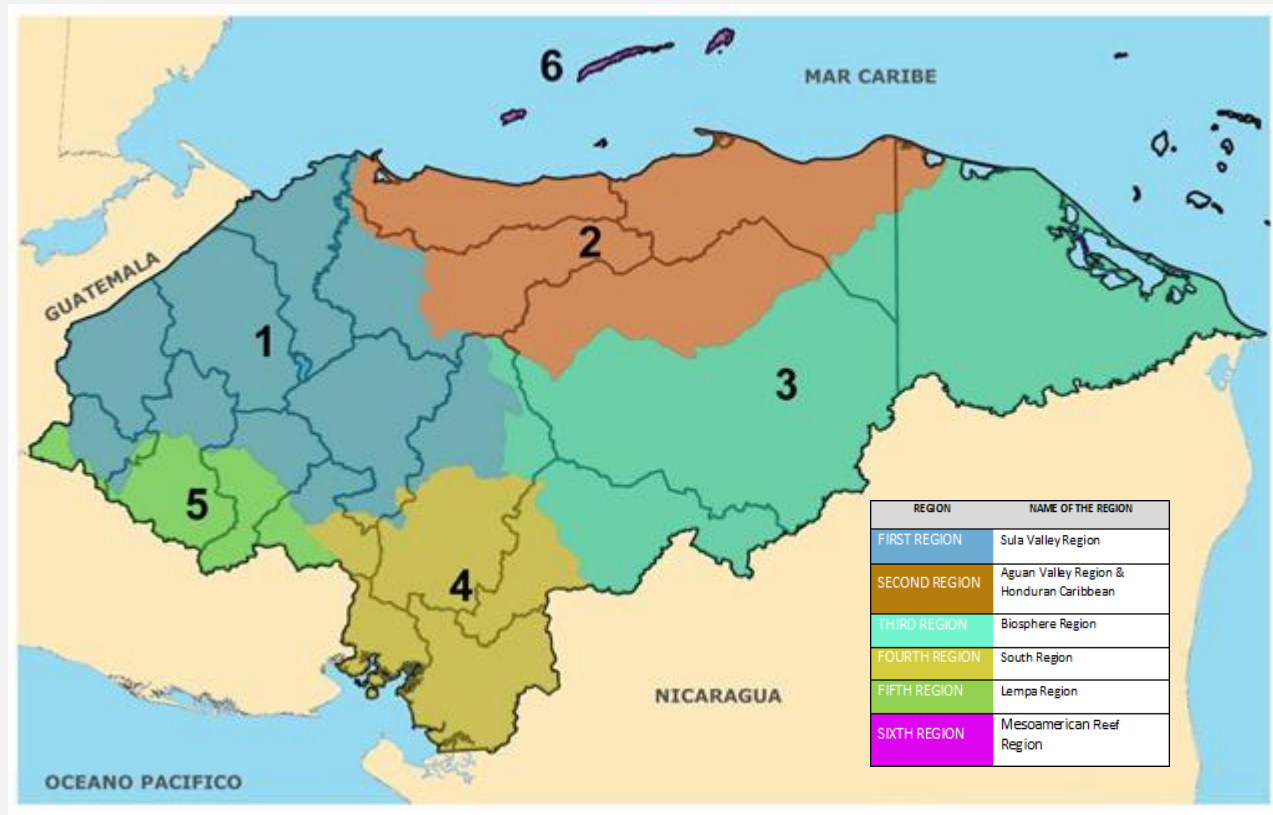 6
MAR CARIBE
GUATEMALA
2
1
3
5
4
NICARAGUA
OCEANO PACIFICO
REGION NAME OF THE REGION
FIRST REGION Sula Valley Region
SECOND REGION Aguan Valley Region &
Honduran Caribbean
THIRD REGION Biosphere Region
FOURTH REGION South Region
FIFTH REGION Lempa Region
SIXTH REGION Mesoamerican Reef
Region